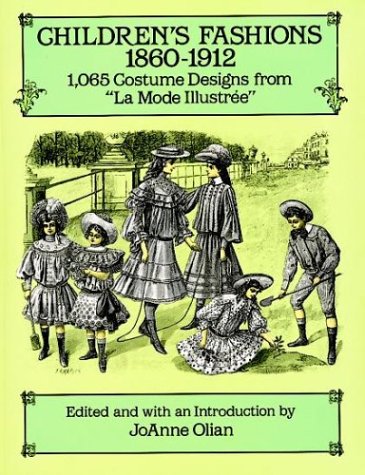 CHILDREN'S FASHIONS
1860-1912
1,065 Costume Designs from
"La Mode Illustrée"
Edited and with an Introduction by
JoAnne Olian